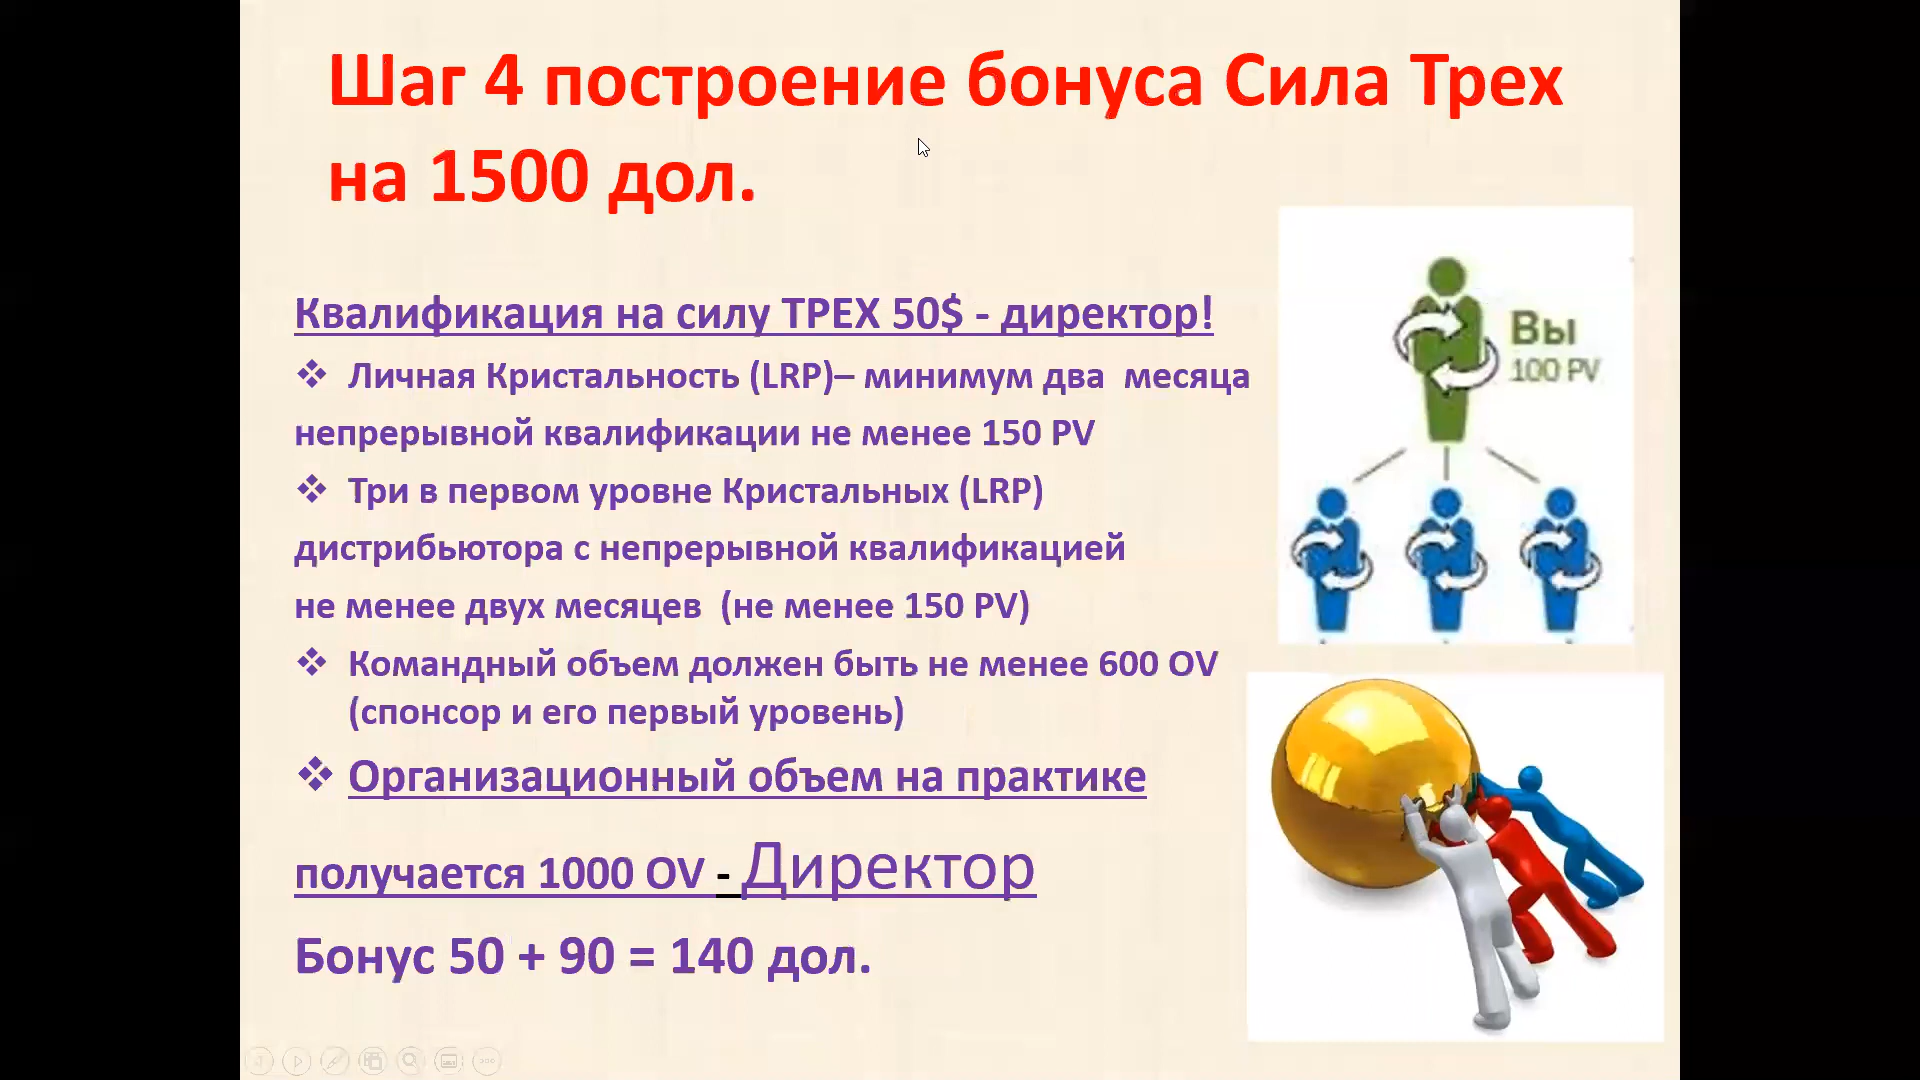 Шаг 4 построение бонуса Сила Трех
на 1500 дол.
Квалификация на силу ТРЕХ 50$ - директор!
❖ Личная Кристальность (LRP)– минимум два месяца
непрерывной квалификации не менее 150 PV
❖ Три в первом уровне Кристальных (LRP)
дистрибьютора с непрерывной квалификацией
не менее двух месяцев (не менее 150 PV)
❖ Командный объем должен быть не менее 600 OV
(спонсор и его первый уровень)
❖ Организационный объем на практике
получается 1000 OV - Директор
Бонус 50 + 90 = 140 дол.
Вы
100 PV